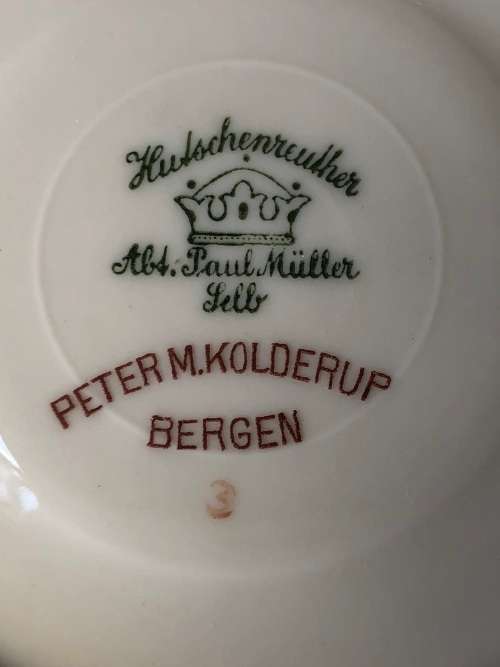 Hutschenreuther
Abt. Paul Müller
Selb
PETER M. KOLDERUP
BERGEN
3